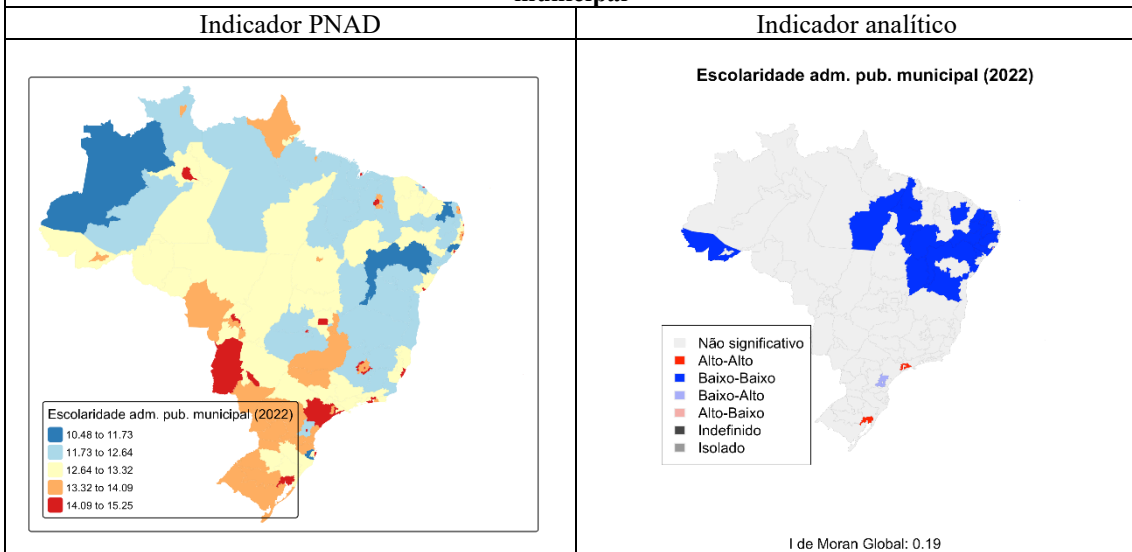 municipal
Indicador PNAD
Indicador analítico
Escolaridade adm. pub. municipal (2022)
10.48 to 11.73
11.73 to 12.64
12.64 to 13.32
13.32 to 14.09
14.09 to 15.25
Escolaridade adm. pub. municipal (2022)
Não significativo
Alto-Alto
Baixo-Baixo
Baixo-Alto
Alto-Baixo
Indefinido
Isolado
I de Moran Global: 0.19